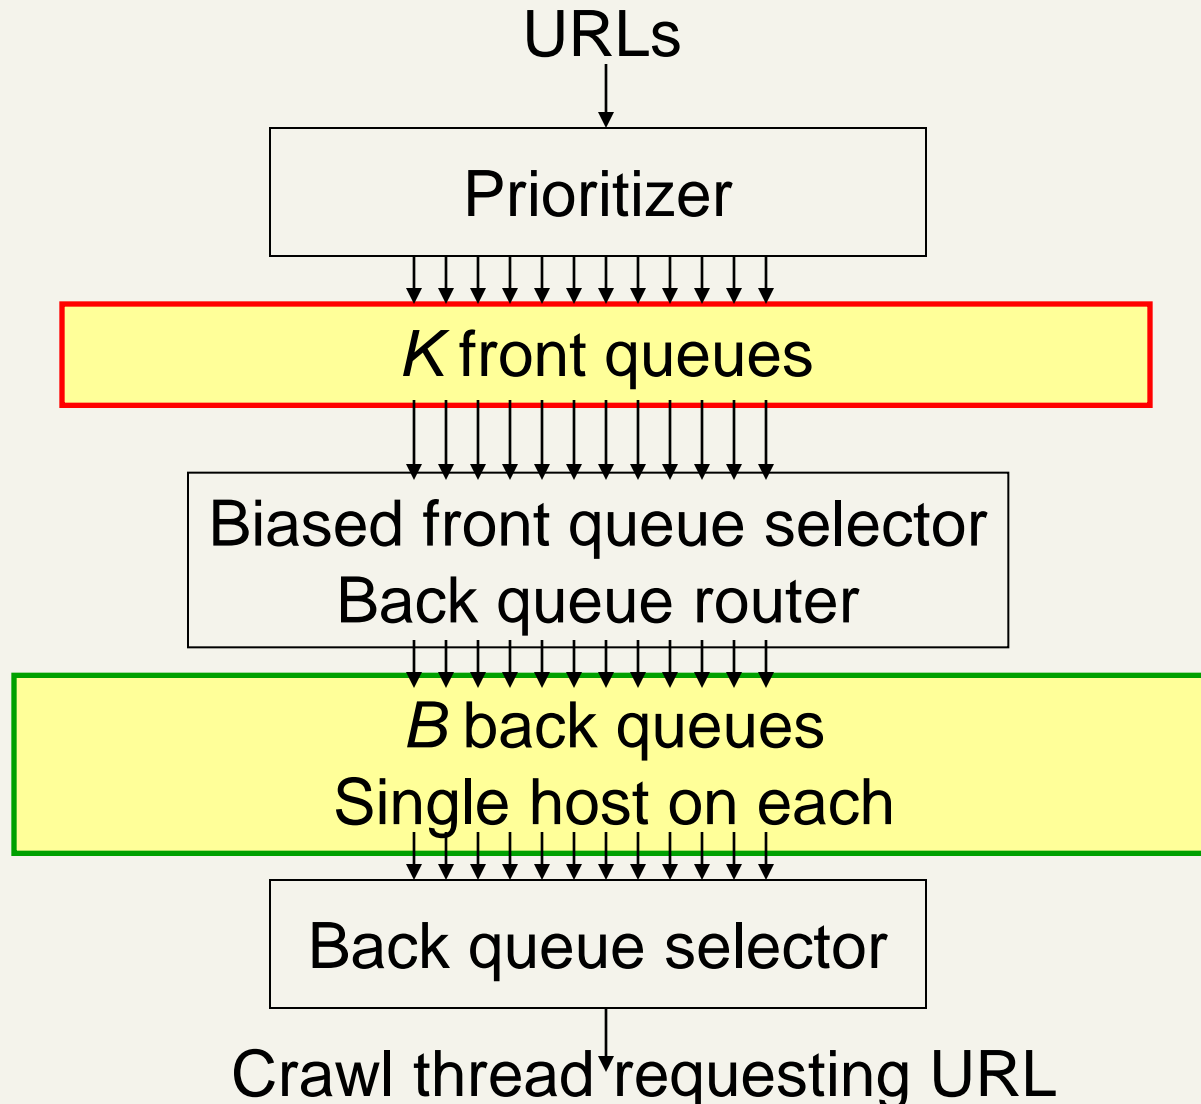 URLs
Prioritizer
K front queues
Biased front queue selector
Back queue router
B back queues
Single host on each
Back queue selector
Crawl thread requesting URL